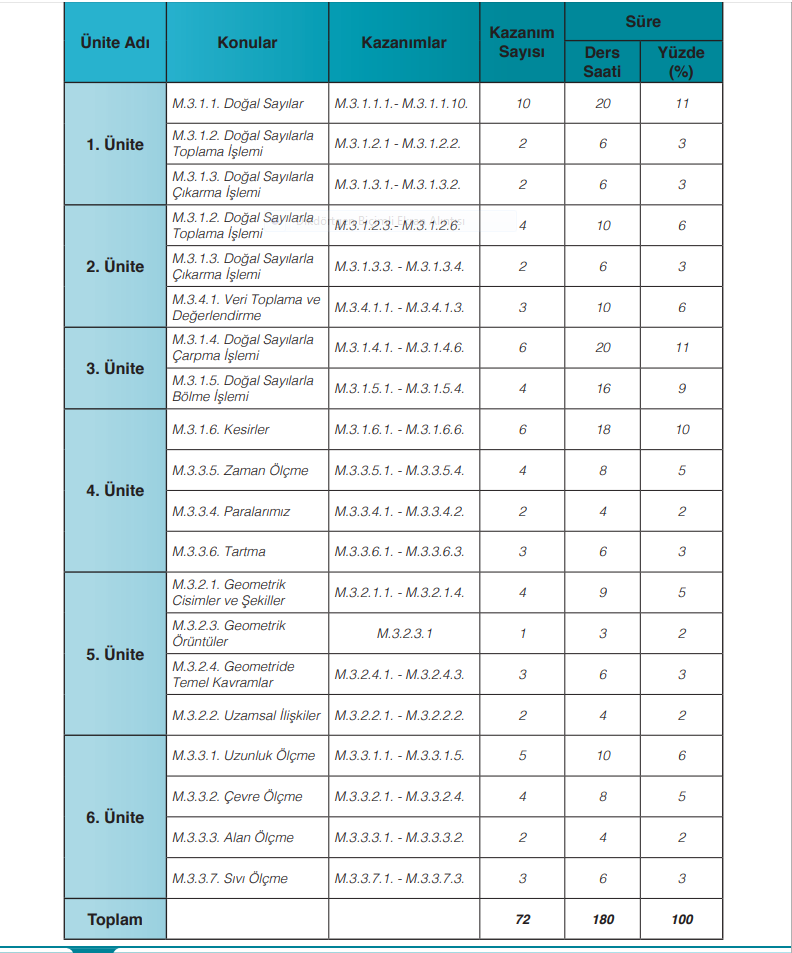 Ünite Adı Konular Kazanımlar Kazanım Sayısı Süre
Ders Saati Yüzde (%)
1. Ünite
M.3.1.1. Doğal Sayılar M.3.1.1.1.- M.3.1.1.10. 10 20 11
M.3.1.2. Doğal Sayılarla Toplama İşlemi M.3.1.2.1 - M.3.1.2.2. 2 6 3
M.3.1.3. Doğal Sayılarla Çıkarma İşlemi M.3.1.3.1.- M.3.1.3.2. 2 6 3
2. Ünite
M.3.1.2. Doğal Sayılarla Toplama İşlemi M.3.1.2.3.- M.3.1.2.6. 4 10 6
M.3.1.3. Doğal Sayılarla Çıkarma İşlemi M.3.1.3.3. - M.3.1.3.4. 2 6 3
M.3.4.1. Veri Toplama ve Değerlendirme M.3.4.1.1. - M.3.4.1.3. 3 10 6
3. Ünite
M.3.1.4. Doğal Sayılarla Çarpma İşlemi M.3.1.4.1. - M.3.1.4.6. 6 20 11
M.3.1.5. Doğal Sayılarla Bölme İşlemi M.3.1.5.1. - M.3.1.5.4. 4 16 9
4. Ünite
M.3.1.6. Kesirler M.3.1.6.1. - M.3.1.6.6. 6 18 10
M.3.3.5. Zaman Ölçme M.3.3.5.1. - M.3.3.5.4. 4 8 5
M.3.3.4. Paralarımız M.3.3.4.1. - M.3.3.4.2. 2 4 2
M.3.3.6. Tartma M.3.3.6.1. - M.3.3.6.3. 3 6 3
5. Ünite
M.3.2.1. Geometrik Cisimler ve Şekiller M.3.2.1.1. - M.3.2.1.4. 4 9 5
M.3.2.3. Geometrik Örüntüler M.3.2.3.1 1 3 2
M.3.2.4. Geometride Temel Kavramlar M.3.2.4.1. - M.3.2.4.3. 3 6 3
M.3.2.2. Uzamsal İlişkiler M.3.2.2.1. - M.3.2.2.2. 2 4 2
6. Ünite
M.3.3.1. Uzunluk Ölçme M.3.3.1.1. - M.3.3.1.5. 5 10 6
M.3.3.2. Çevre Ölçme M.3.3.2.1. - M.3.3.2.4. 4 8 5
M.3.3.3. Alan Ölçme M.3.3.3.1. - M.3.3.3.2. 2 4 2
M.3.3.7. Sıvı Ölçme M.3.3.7.1. - M.3.3.7.3. 3 6 3
Toplam 72 180 100